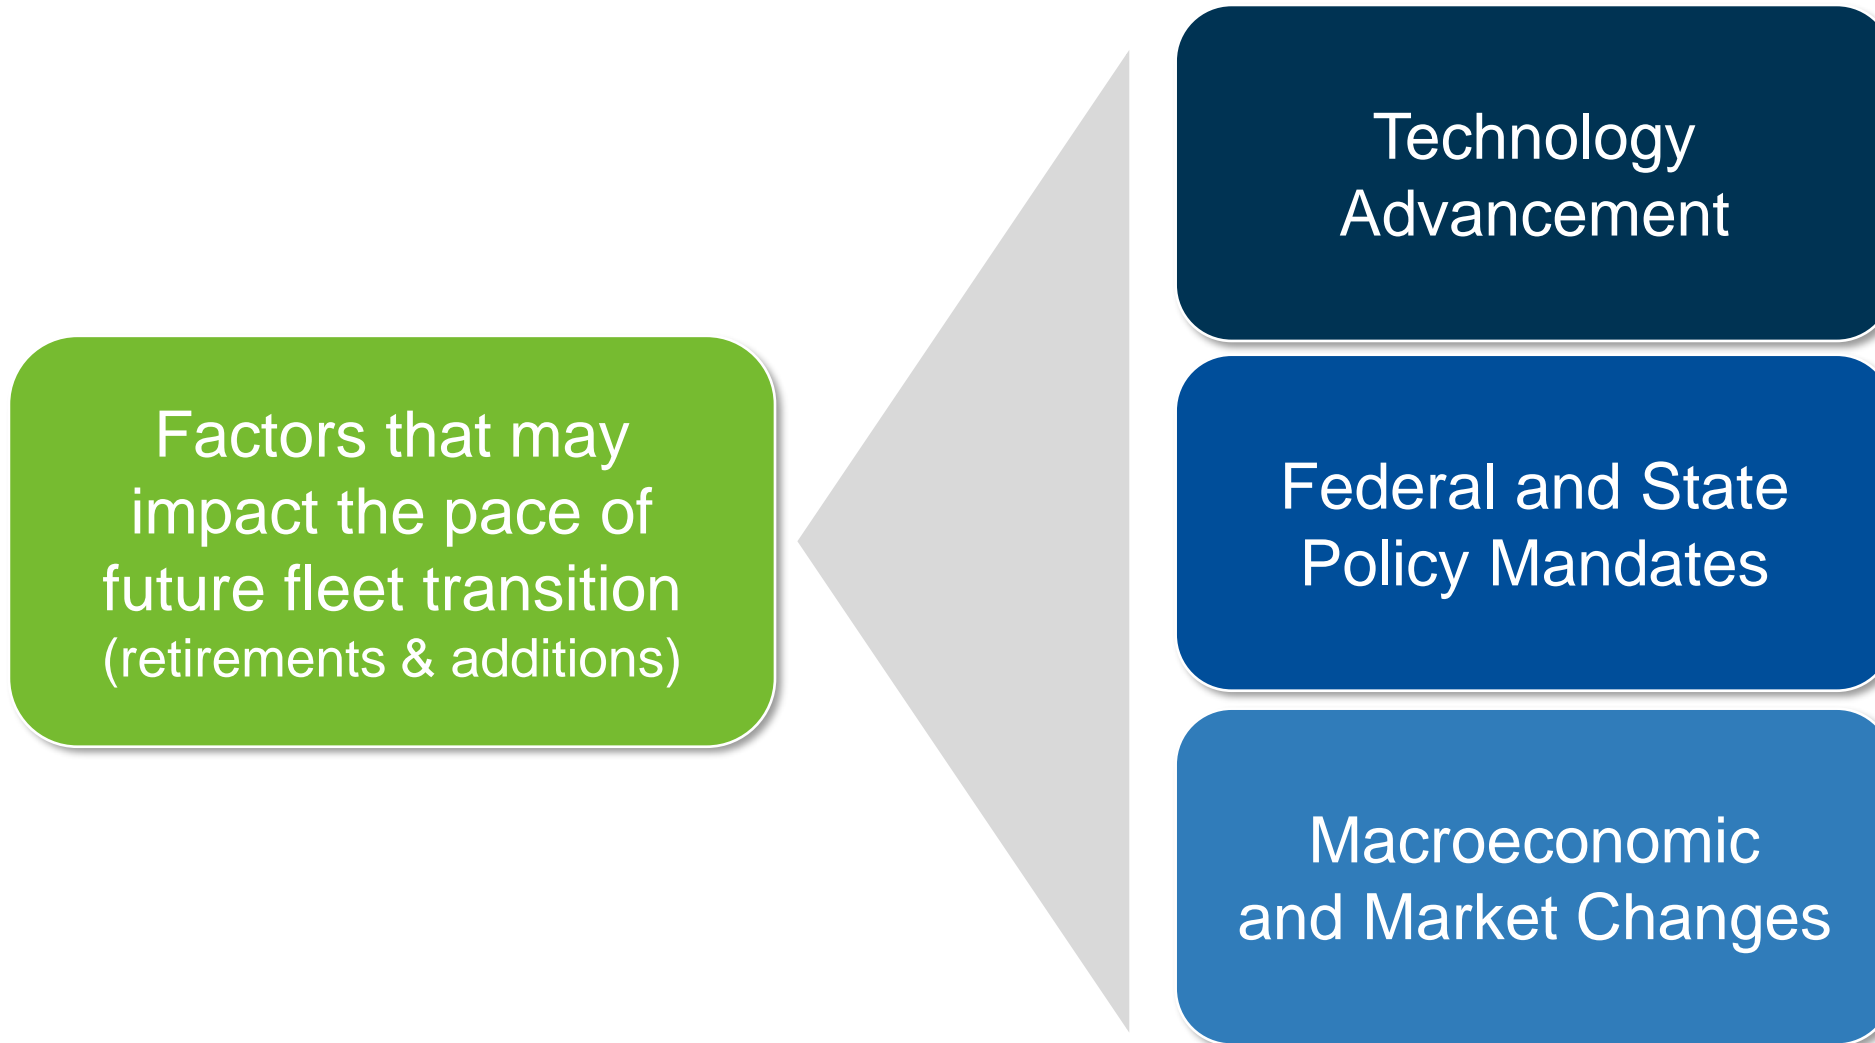 Factors that may
impact the pace of
future fleet transition
(retirements & additions)
Technology
Advancement
Federal and State
Policy Mandates
Macroeconomic
and Market Changes